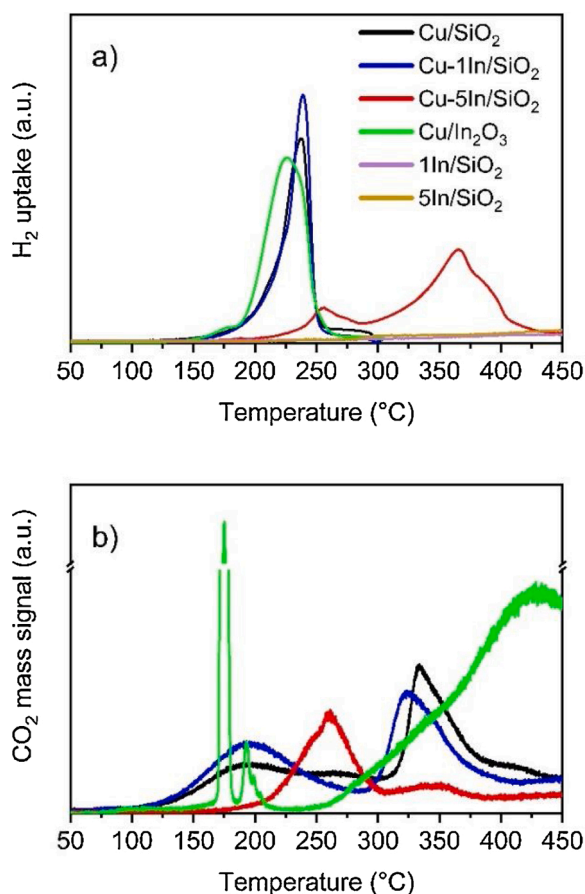 a)
Cu/SiO₂
Cu-1In/SiO₂
Cu-5In/SiO₂
Cu/In₂O₃
1In/SiO₂
5In/SiO₂
H₂ uptake (a.u.)
50 100 150 200 250 300 350 400 450
Temperature (°C)
b)
CO₂ mass signal (a.u.)
50 100 150 200 250 300 350 400 450
Temperature (°C)